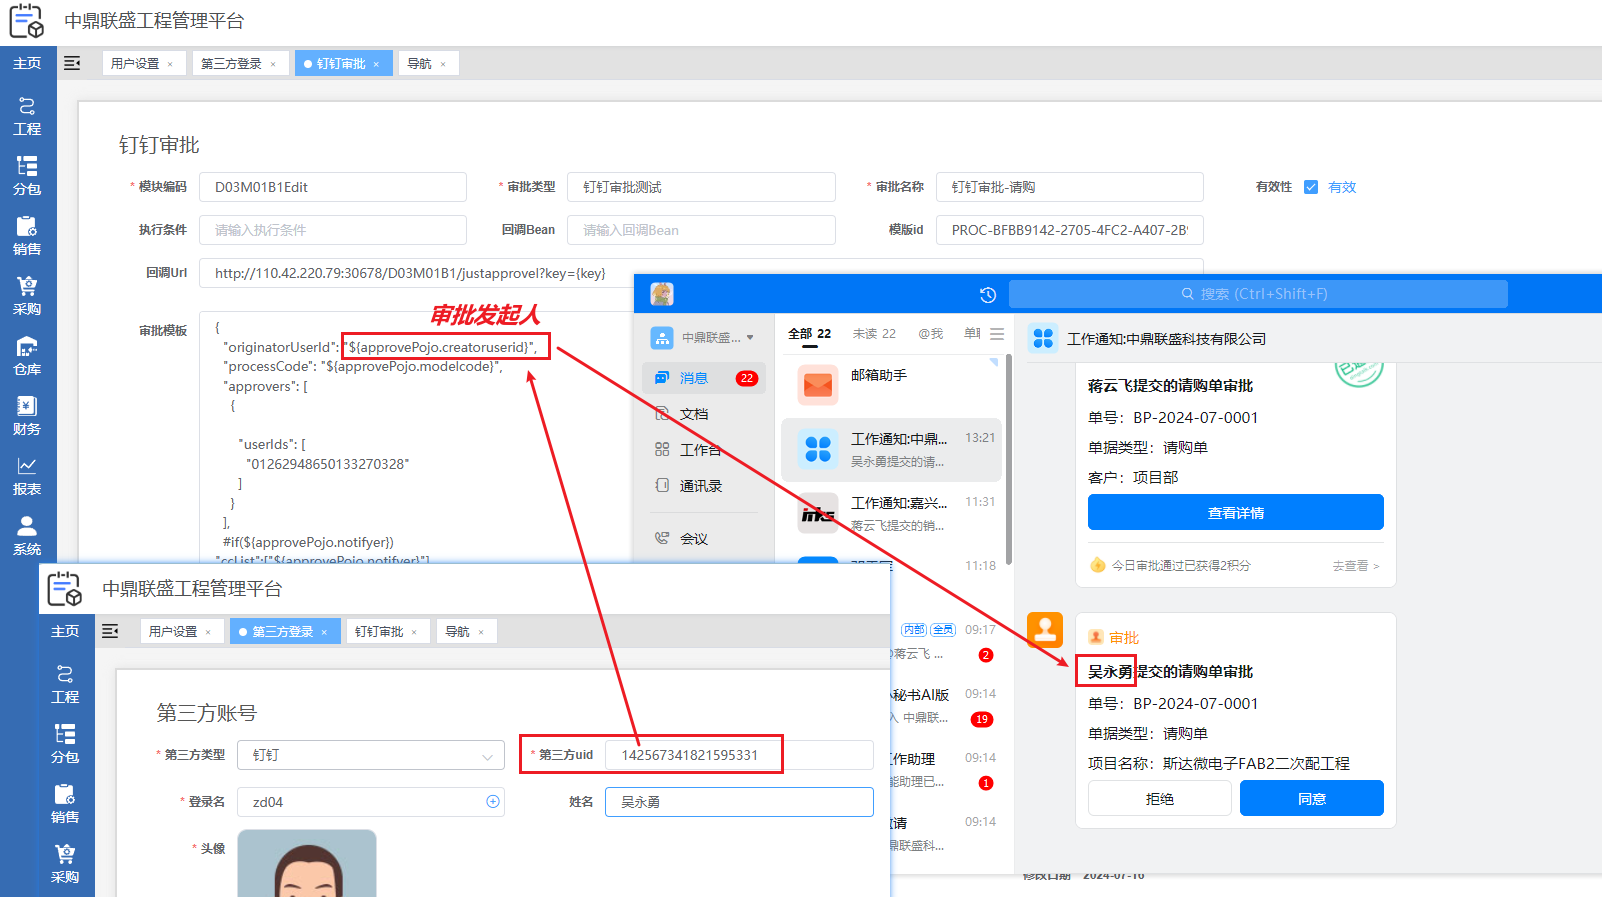 中鼎联盛工程管理平台
主页
用户设置 ×
第三方登录 ×
钉钉审批 ×
导航 ×
工程
分包
销售
采购
仓库
财务
报表
系统
钉钉审批
* 模块编码 D03M01B1Edit
* 审批类型 钉钉审批测试
* 审批名称 钉钉审批-请购
有效性 有效
执行条件 请输入执行条件
回调Bean 请输入回调Bean
模版id PROC-BFBB9142-2705-4FC2-A407-2B
回调Url http://110.42.220.79:30678/D03M01B1/justapprovel?key={key}
审批发起人
审批模板
{
"originatorUserId": "${approvePojo.creatoruserid}",
"processCode": "${approvePojo.modelcode}",
"approvers": [
{
"userIds": [
"01262948650133270328"
]
}
],
#if(${approvePojo.notifyer})
"ccList":["${approvePojo.notifyer}"]
搜索 (Ctrl+Shift+F)
中鼎联盛...
消息 22
文档
工作台
通讯录
会议
全部 22
未读 22
@我
单
邮箱助手
工作通知:中鼎... 13:21
吴永勇提交的请...
工作通知:嘉兴... 11:31
蒋云飞提交的销...
11:18
内部 全员 09:17
蒋云飞 ... 2
秘书AI版 09:14
入 中鼎联... 19
作助理 09:14
能助理已... 1
请 09:14
鼎联盛科...
工作通知:中鼎联盛科技有限公司
蒋云飞提交的请购单审批
单号：BP-2024-07-0001
单据类型：请购单
客户：项目部
查看详情
今日审批通过已获得2积分
去查看 >
审批
吴永勇提交的请购单审批
单号：BP-2024-07-0001
单据类型：请购单
项目名称：斯达微电子FAB2二次配工程
拒绝
同意
修改日期 2024-07-16
中鼎联盛工程管理平台
主页
用户设置 ×
第三方登录 ×
钉钉审批 ×
导航 ×
工程
分包
销售
采购
第三方账号
* 第三方类型 钉钉
* 第三方uid 142567341821595331
* 登录名 zd04
姓名 吴永勇
* 头像